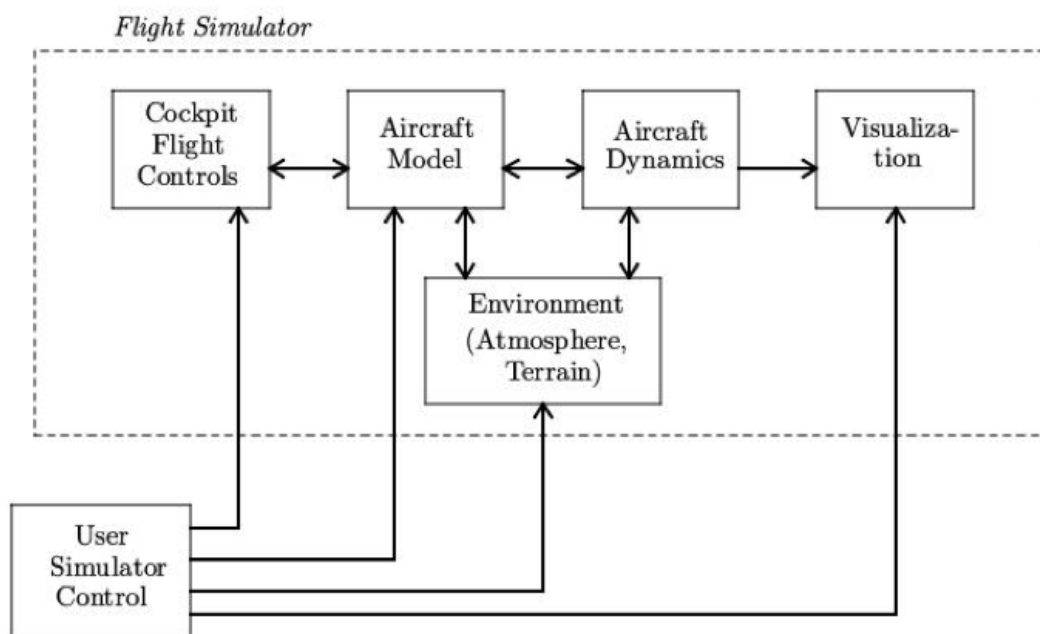 Flight Simulator
Cockpit
Flight
Controls
Aircraft
Model
Aircraft
Dynamics
Visualiza-
tion
Environment
(Atmosphere,
Terrain)
User
Simulator
Control